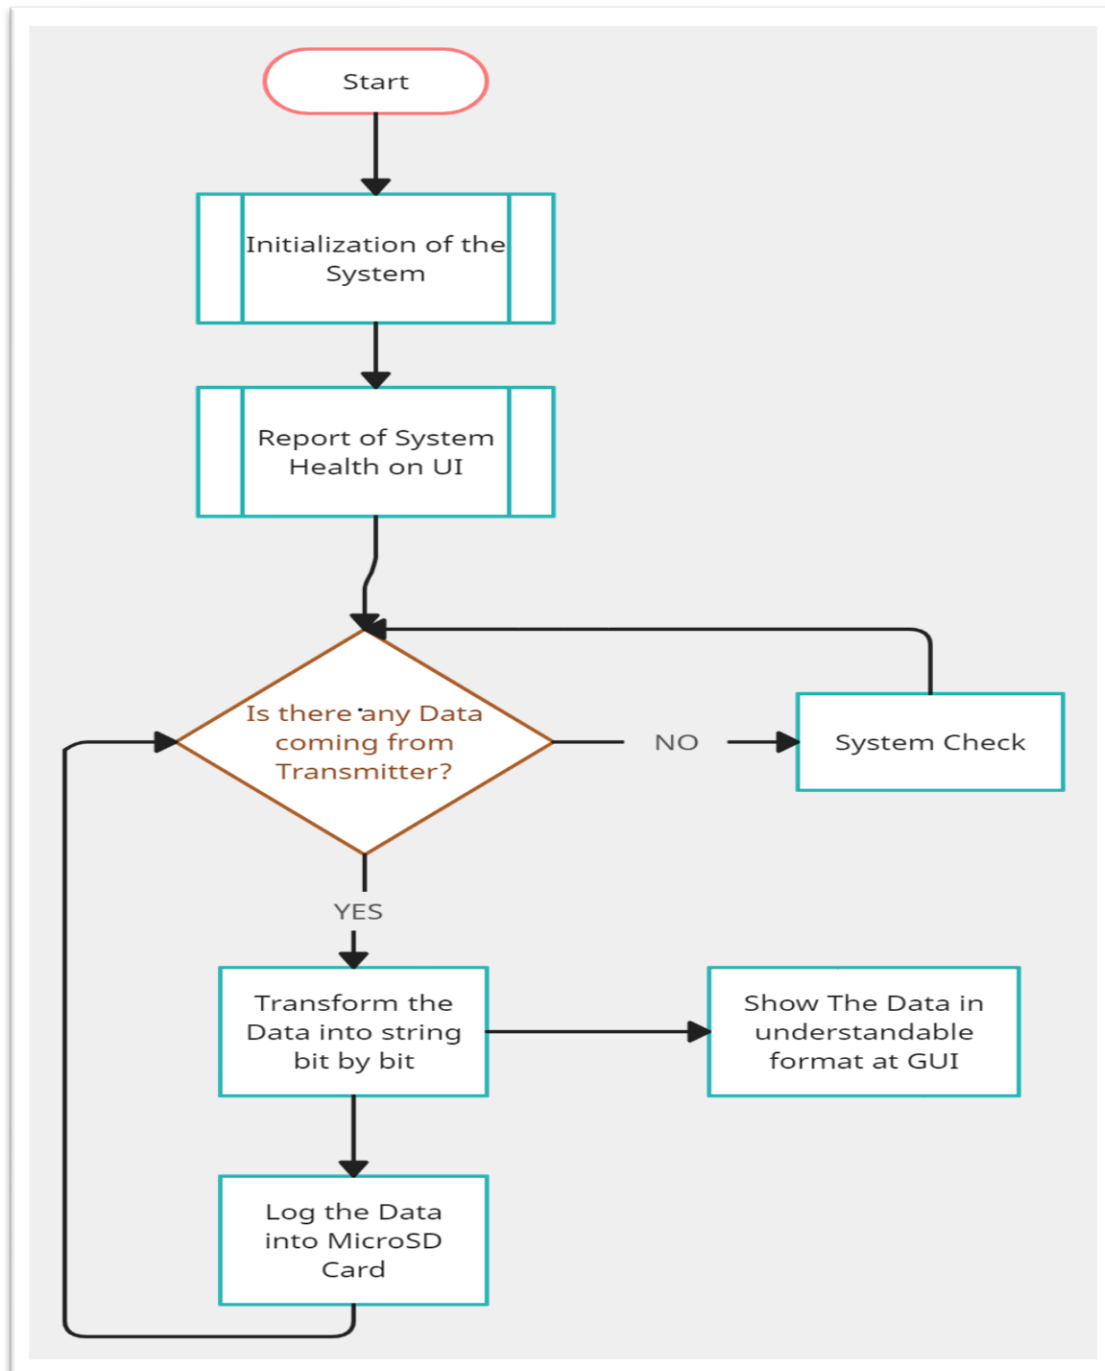 Start
Initialization of the
System
Report of System
Health on UI
Is there any Data
coming from
Transmitter?
NO
System Check
YES
Transform the
Data into string
bit by bit
Show The Data in
understandable
format at GUI
Log the Data
into MicroSD
Card